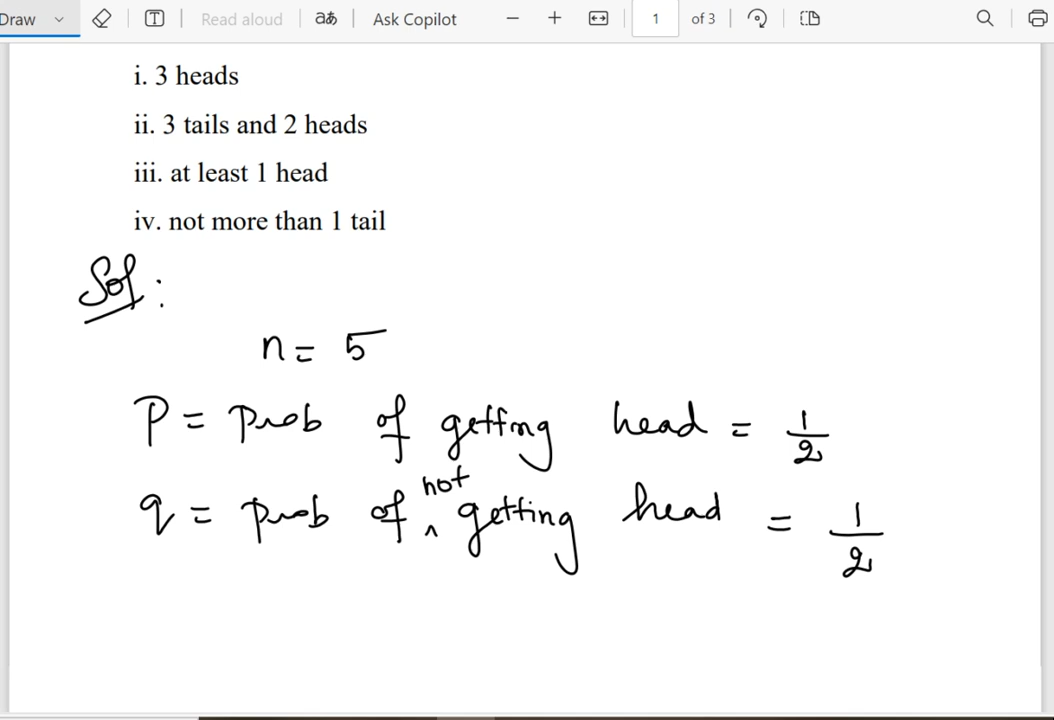 Draw Read aloud aあ Ask Copilot 1 of 3
i. 3 heads
ii. 3 tails and 2 heads
iii. at least 1 head
iv. not more than 1 tail
Sol :
n = 5
P = prob of getting head = 1/2
q = prob of not getting head = 1/2